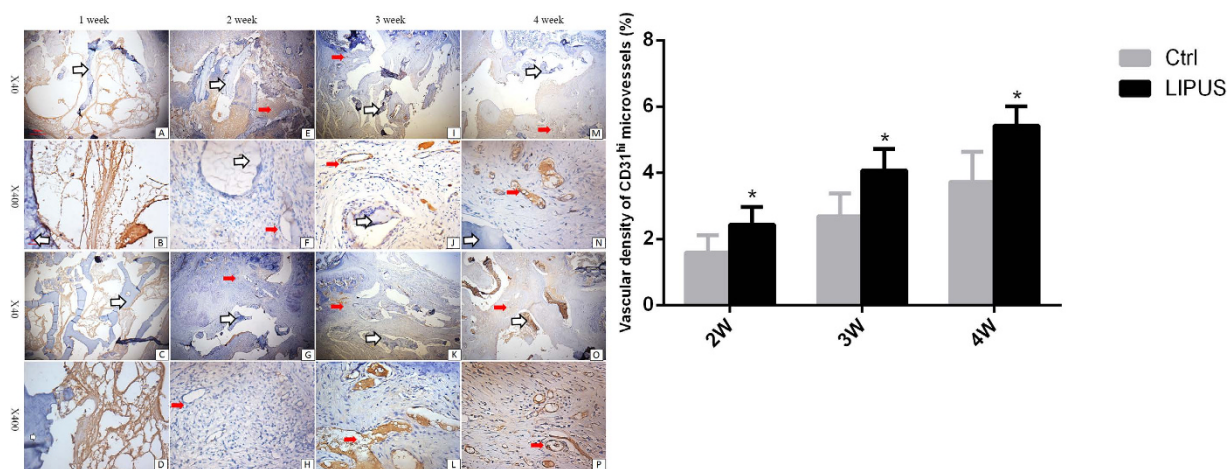 1 week 2 week 3 week 4 week
X40
A E I M
X400
B F J N
X40
C G K O
X400
D H L P
Vascular density of CD31hi microvessels (%)
8
6
4
2
0
* * *
2W 3W 4W
Ctrl
LIPUS